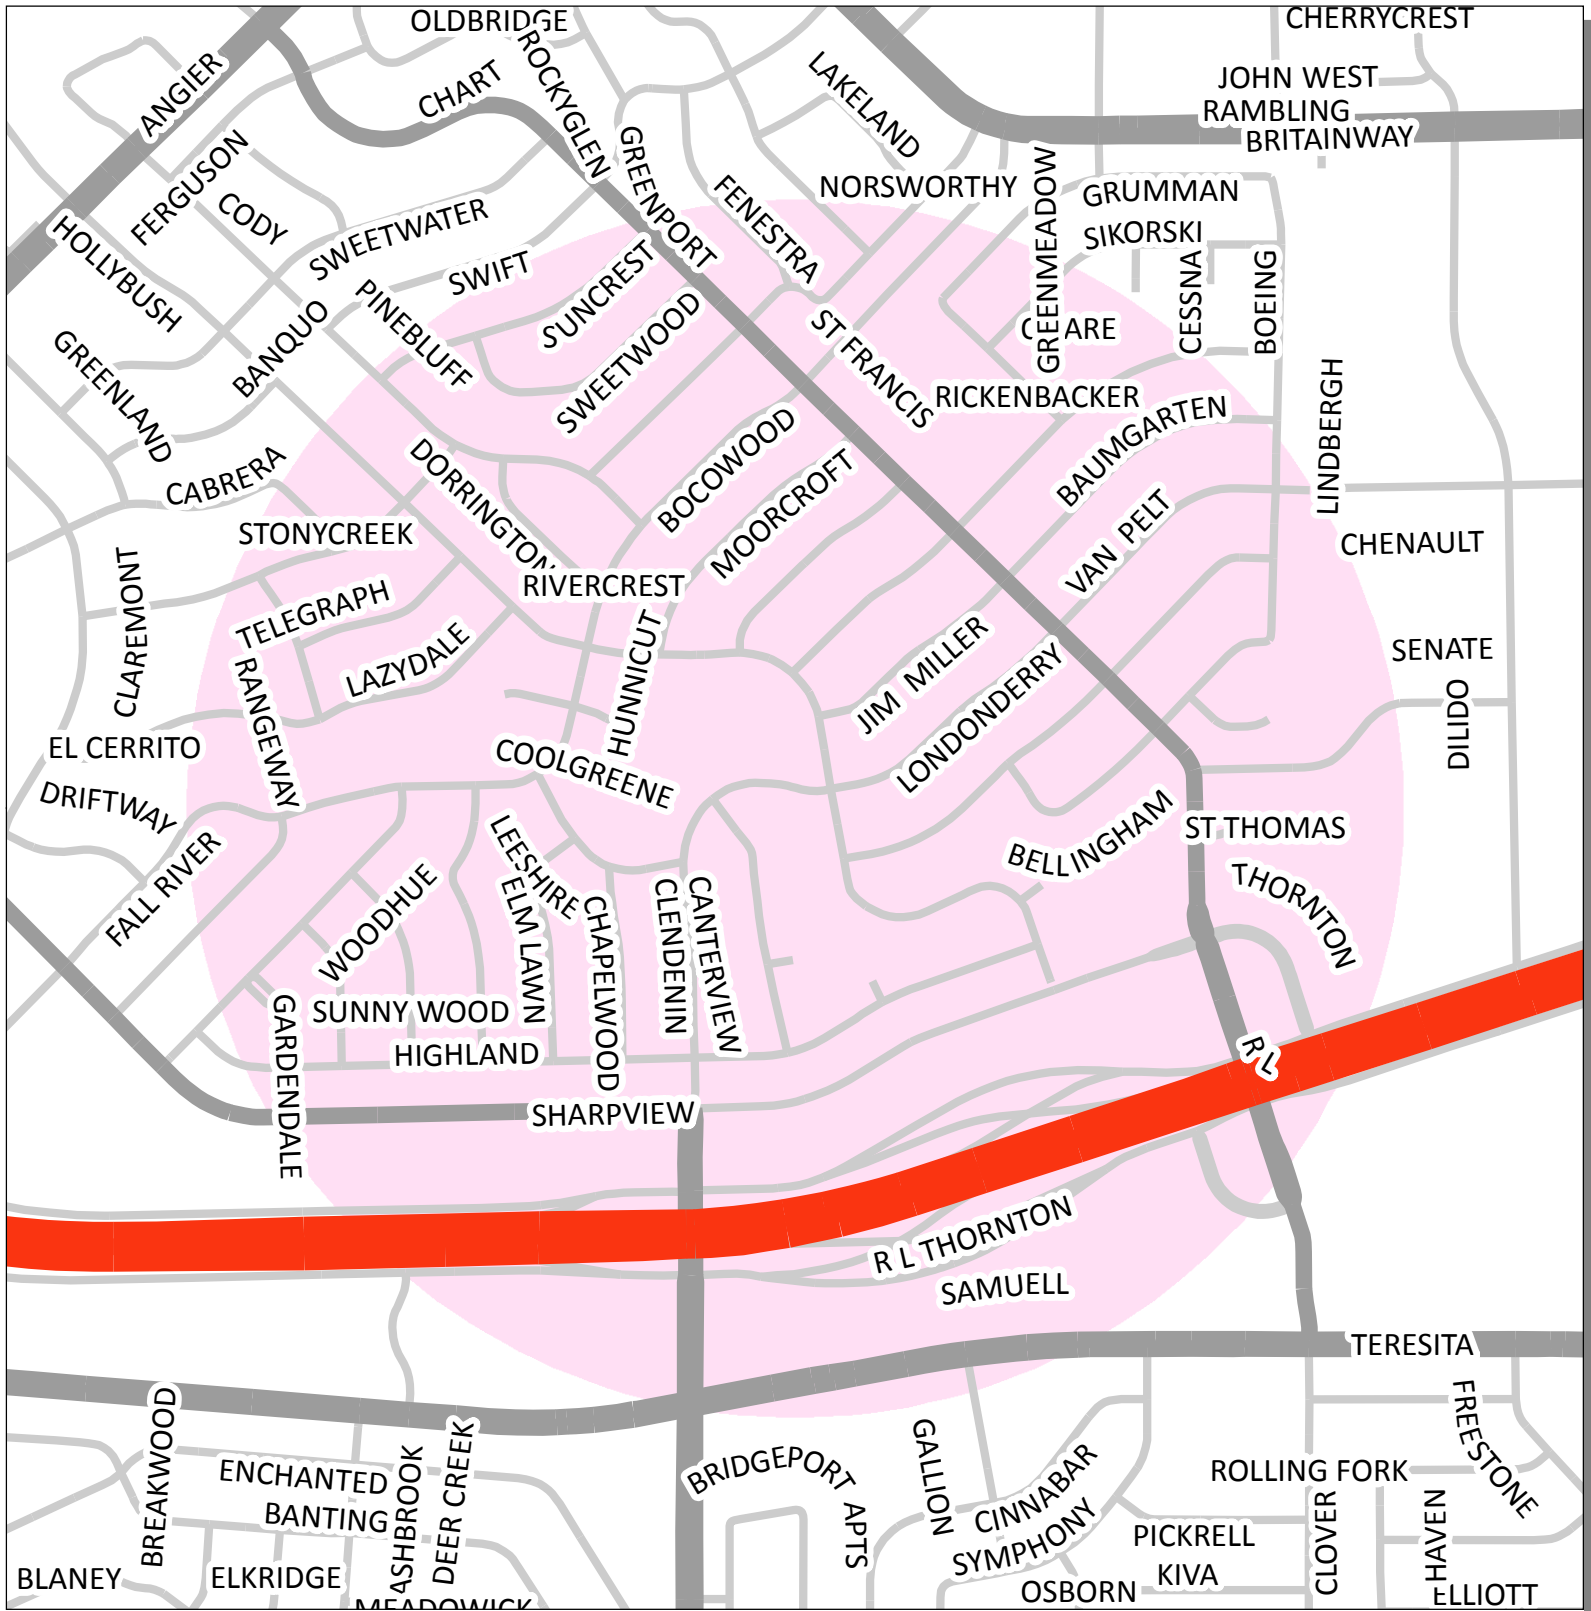 OLDBRIDGE
CHERRYCREST
ROCKYGLEN
ANGIER
CHART
LAKELAND
JOHN WEST
RAMBLING
BRITAINWAY
FERGUSON
CODY
GREENPORT
FENESTRA
NORSWORTHY
GREENMEADOW
GRUMMAN
SIKORSKI
HOLLYBUSH
SWEETWATER
SWIFT
SUNCREST
CESSNA
BOEING
GREENLAND
BANQUO
PINEBLUFF
SWEETWOOD
ST FRANCIS
RICKENBACKER
BAUMGARTEN
LINDBERGH
CABRERA
DORRINGTON
BOCOWOOD
MOORCROFT
STONYCREEK
VAN PELT
CHENAULT
CLAREMONT
TELEGRAPH
RIVERCREST
HUNNICUT
JIM MILLER
LAZYDALE
RANGEWAY
LONDONDERRY
SENATE
DILIDO
EL CERRITO
COOLGREENE
DRIFTWAY
BELLINGHAM
ST THOMAS
FALL RIVER
LEESHIRE
WOODHUE
ELM LAWN
CHAPELWOOD
CLENDENIN
CANTERVIEW
THORNTON
GARDENDALE
SUNNY WOOD
HIGHLAND
R L
SHARPVIEW
R L THORNTON
SAMUELL
TERESITA
BREAKWOOD
ENCHANTED
BANTING
ASHBROOK
DEER CREEK
BRIDGEPORT
APTS
GALLION
CINNABAR
SYMPHONY
ROLLING FORK
FREESTONE
PICKRELL
KIVA
CLOVER
HAVEN
BLANEY
ELKRIDGE
MEADOWICK
OSBORN
ELLIOTT